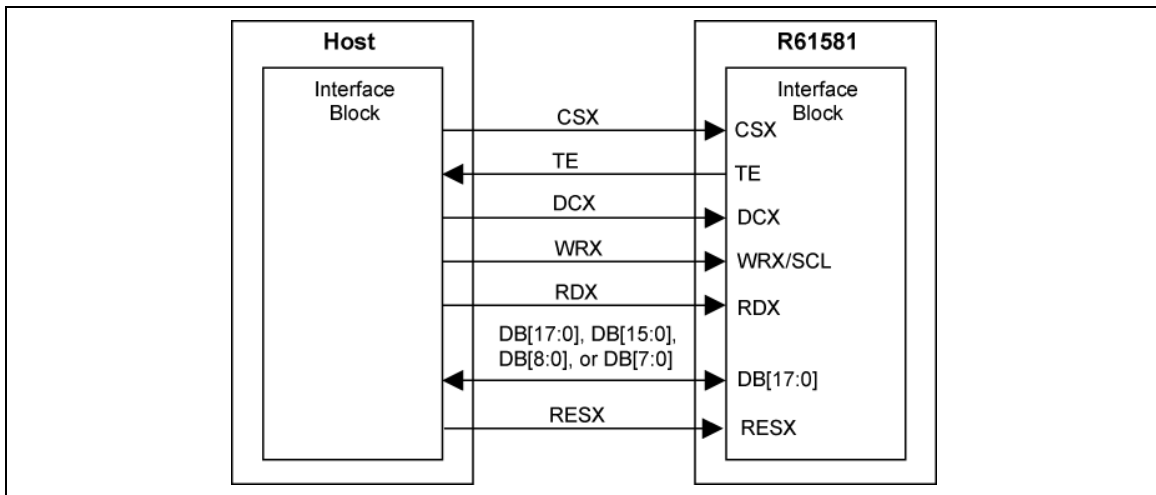 Host
R61581
Interface
Block
Interface
Block
CSX
CSX
TE
TE
DCX
DCX
WRX
WRX/SCL
RDX
RDX
DB[17:0], DB[15:0],
DB[8:0], or DB[7:0]
DB[17:0]
RESX
RESX